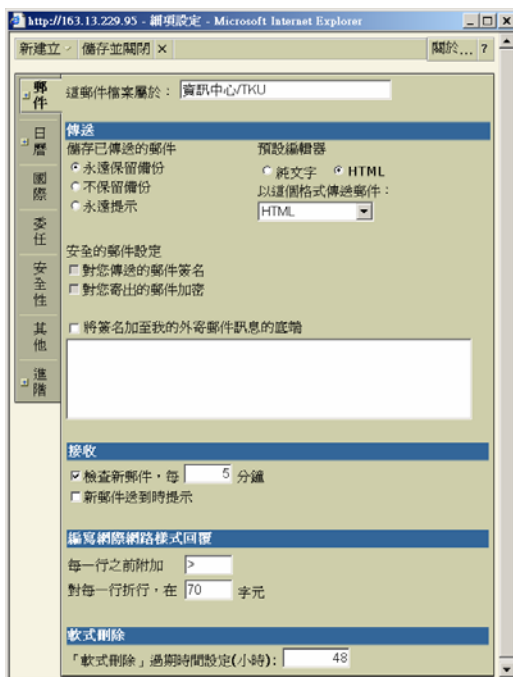 http://163.13.229.95 - 細項設定 - Microsoft Internet Explorer
新建立 儲存並關閉 × 關於... ?
郵件
日曆
國際
委任
安全性
其他
進階
這郵件檔案屬於： 資訊中心/TKU
傳送
儲存已傳送的郵件 預設編輯器
永遠保留備份 純文字 HTML
不保留備份 以這個格式傳送郵件：
永遠提示 HTML
安全的郵件設定
對您傳送的郵件簽名
對您寄出的郵件加密
將簽名加至我的外寄郵件訊息的底端
接收
檢查新郵件，每 5 分鐘
新郵件送到時提示
編寫網際網路樣式回覆
每一行之前附加 >
對每一行折行，在 70 字元
軟式刪除
「軟式刪除」過期時間設定(小時): 48